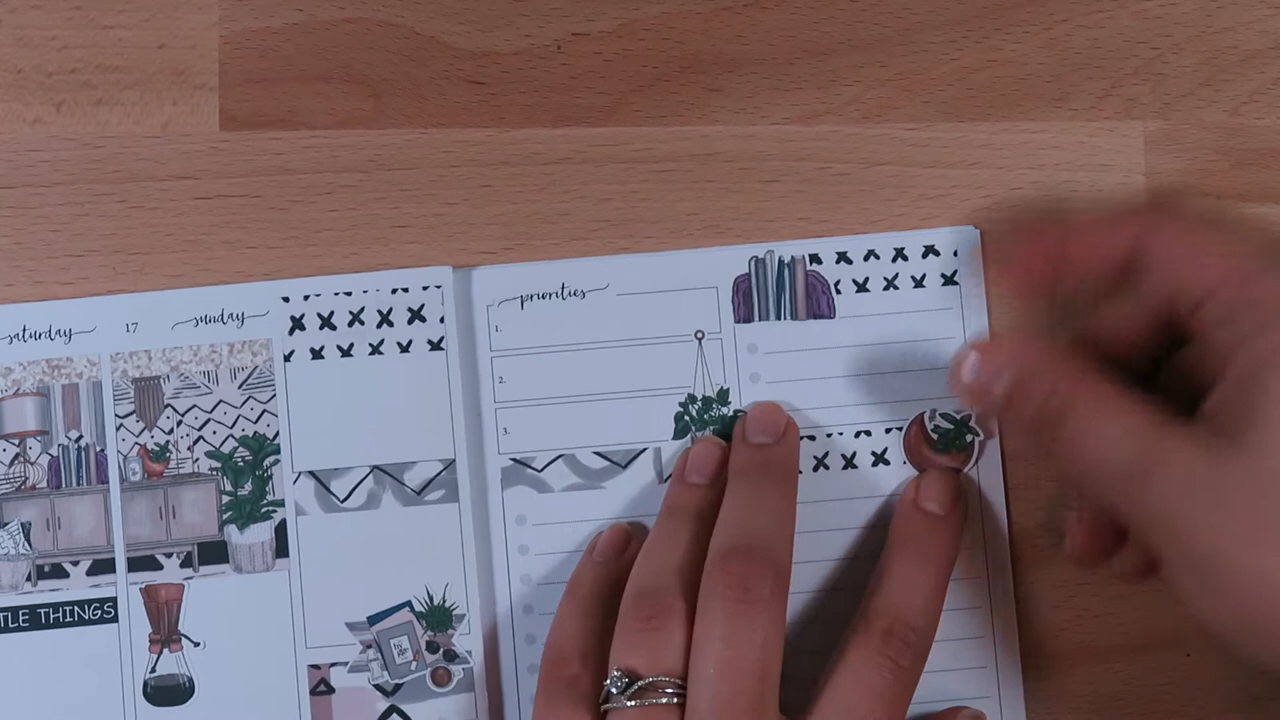 saturday
17
sunday
TLE THINGS
priorities
1.
2.
3.